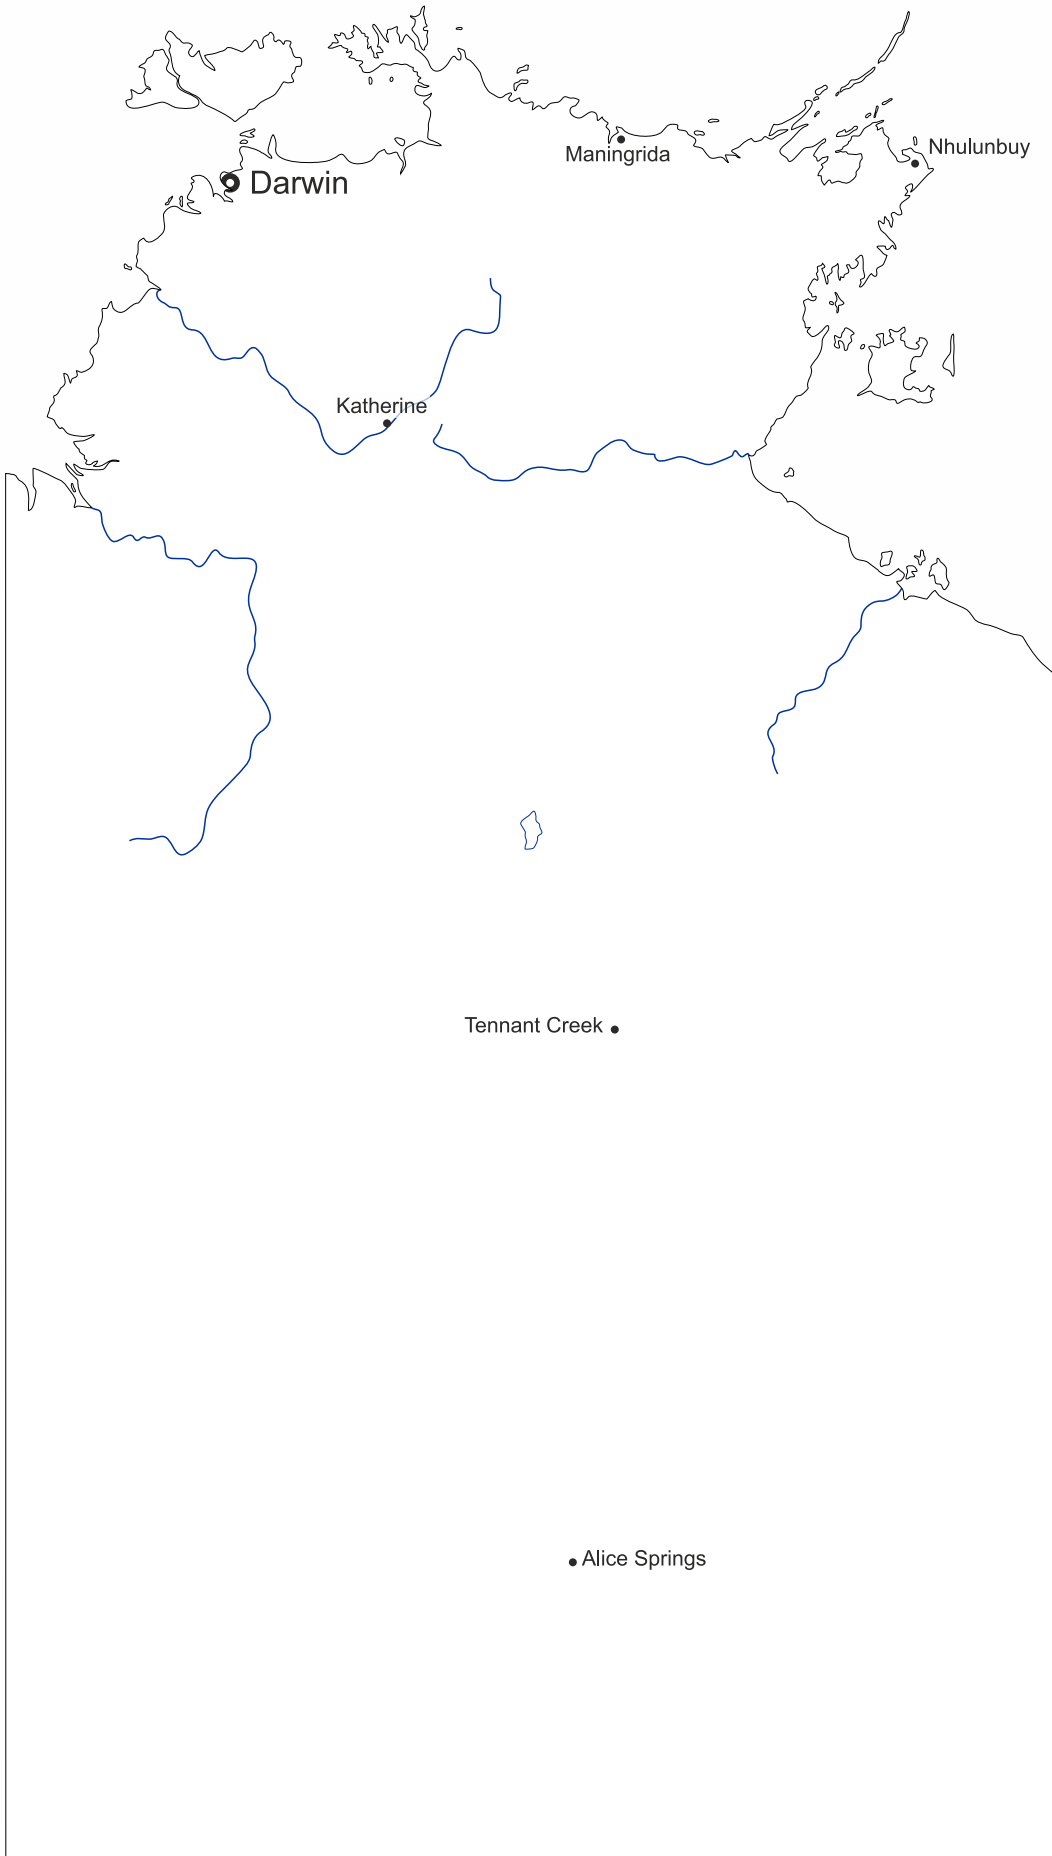 Maningrida
Nhulunbuy
Darwin
Katherine
Tennant Creek
Alice Springs